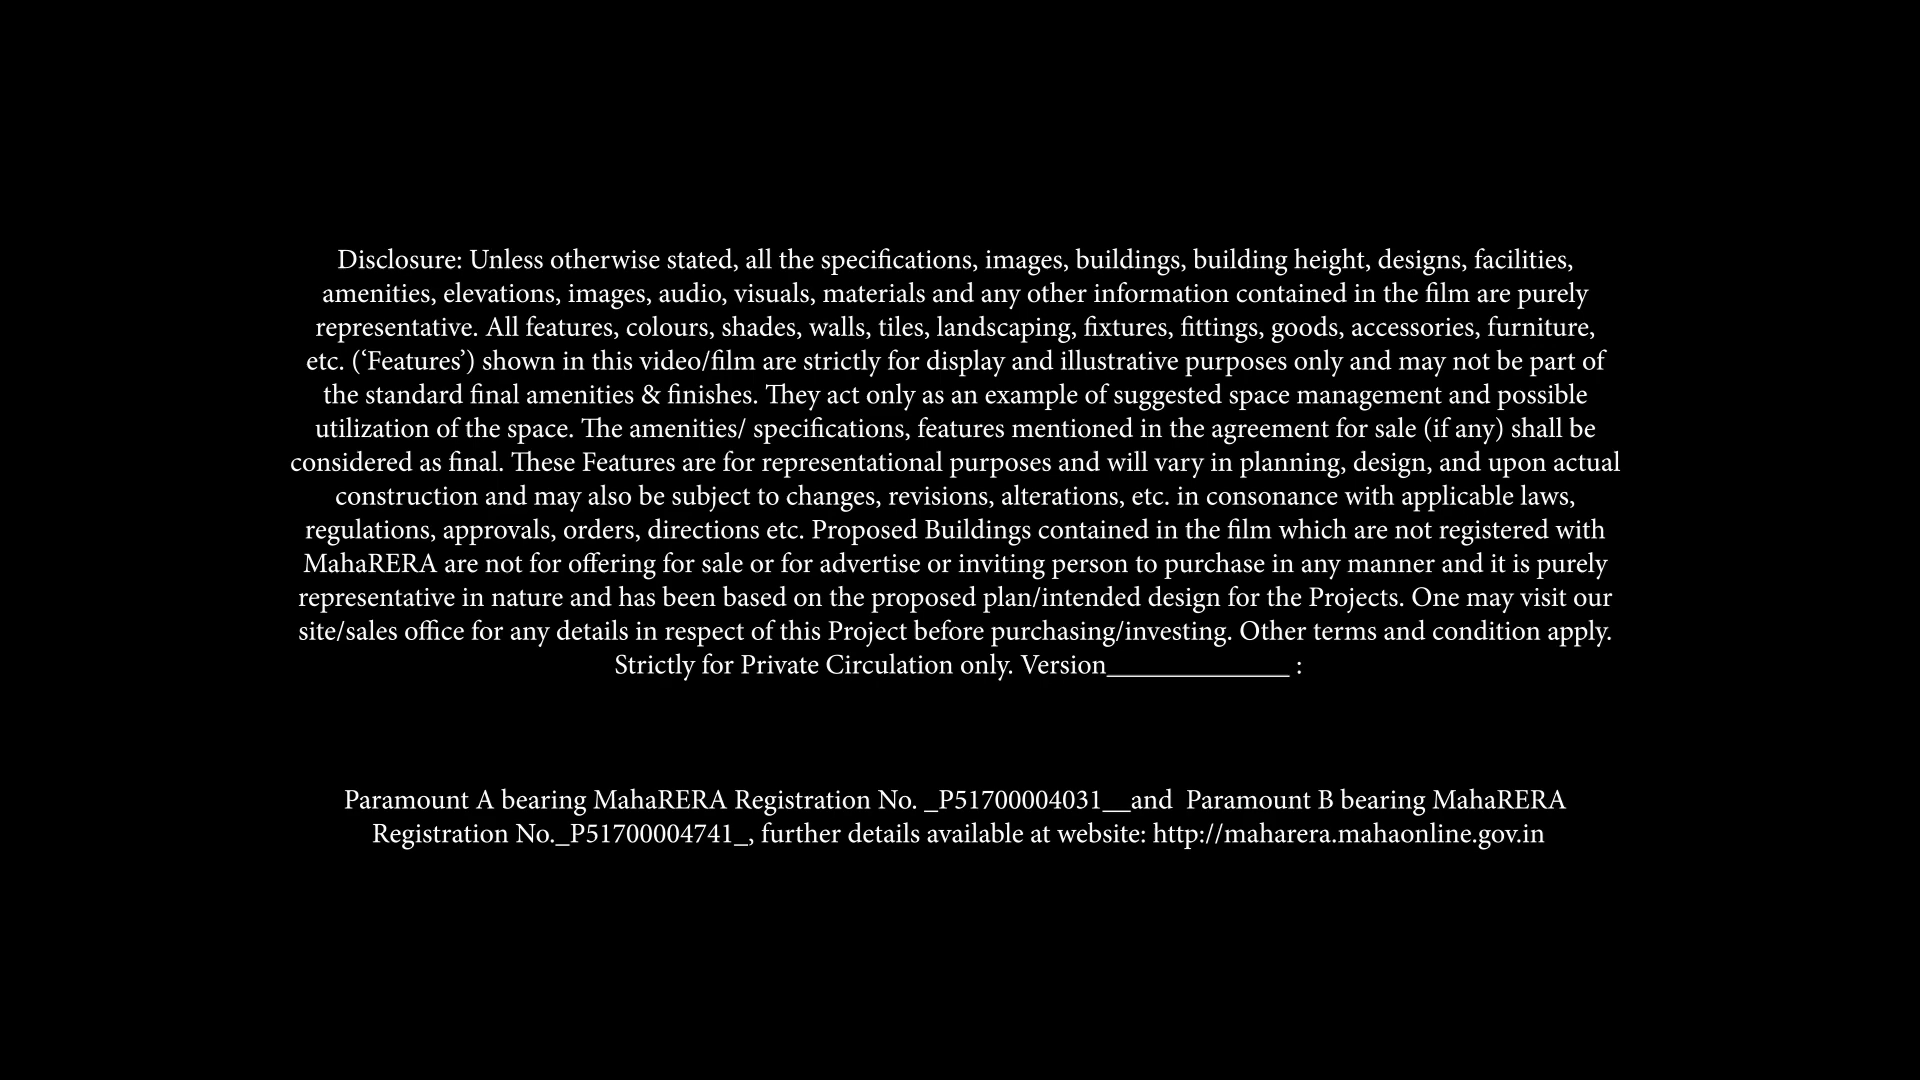 Disclosure: Unless otherwise stated, all the specifications, images, buildings, building height, designs, facilities,
amenities, elevations, images, audio, visuals, materials and any other information contained in the film are purely
representative. All features, colours, shades, walls, tiles, landscaping, fixtures, fittings, goods, accessories, furniture,
etc. (‘Features’) shown in this video/film are strictly for display and illustrative purposes only and may not be part of
the standard final amenities & finishes. They act only as an example of suggested space management and possible
utilization of the space. The amenities/ specifications, features mentioned in the agreement for sale (if any) shall be
considered as final. These Features are for representational purposes and will vary in planning, design, and upon actual
construction and may also be subject to changes, revisions, alterations, etc. in consonance with applicable laws,
regulations, approvals, orders, directions etc. Proposed Buildings contained in the film which are not registered with
MahaRERA are not for offering for sale or for advertise or inviting person to purchase in any manner and it is purely
representative in nature and has been based on the proposed plan/intended design for the Projects. One may visit our
site/sales office for any details in respect of this Project before purchasing/investing. Other terms and condition apply.
Strictly for Private Circulation only. Version_____________ :
Paramount A bearing MahaRERA Registration No. _P51700004031__and  Paramount B bearing MahaRERA
Registration No._P51700004741_, further details available at website: http://maharera.mahaonline.gov.in